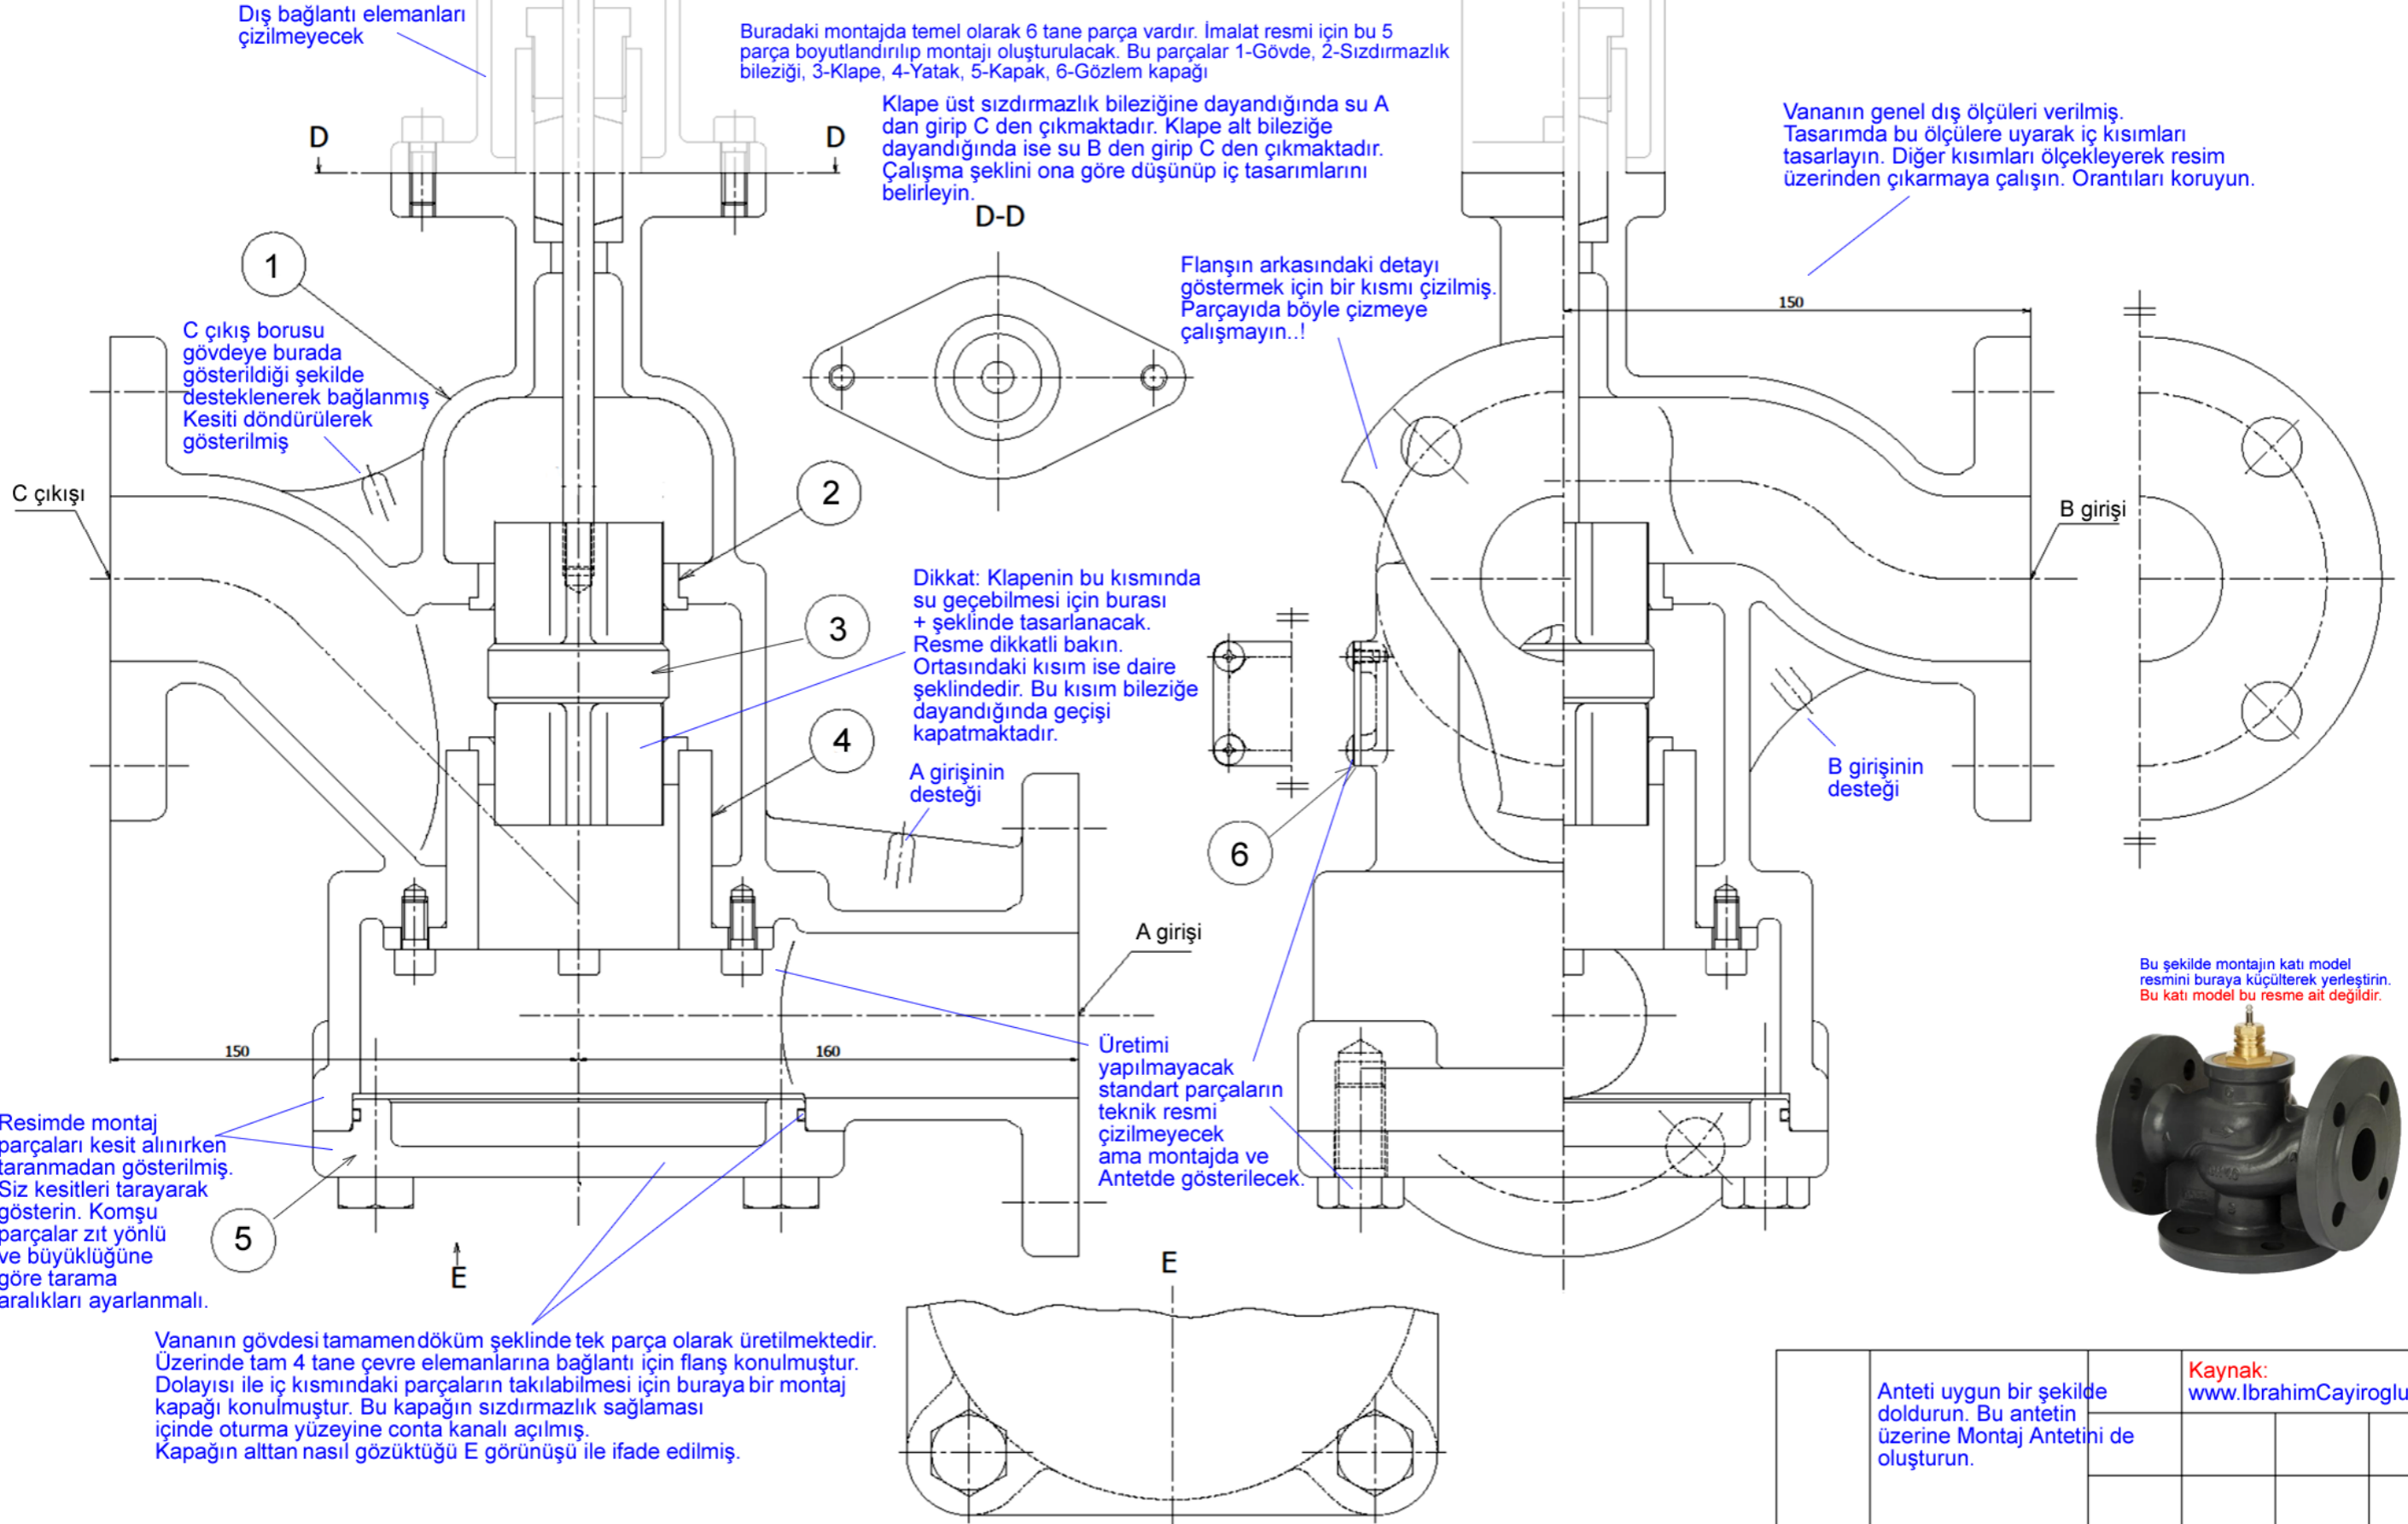 Dış bağlantı elemanları
çizilmeyecek
Buradaki montajda temel olarak 6 tane parça vardır. İmalat resmi için bu 5
parça boyutlandırılıp montajı oluşturulacak. Bu parçalar 1-Gövde, 2-Sızdırmazlık
bileziği, 3-Klape, 4-Yatak, 5-Kapak, 6-Gözlem kapağı
Klape üst sızdırmazlık bileziğine dayandığında su A
dan girip C den çıkmaktadır. Klape alt bileziğe
dayandığında ise su B den girip C den çıkmaktadır.
Çalışma şeklini ona göre düşünüp iç tasarımlarını
belirleyin.
Vananın genel dış ölçüleri verilmiş.
Tasarımda bu ölçülere uyarak iç kısımları
tasarlayın. Diğer kısımları ölçekleyerek resim
üzerinden çıkarmaya çalışın. Orantıları koruyun.
D
D
D-D
1
Flanşın arkasındaki detayı
göstermek için bir kısmı çizilmiş.
Parçayıda böyle çizmeye
çalışmayın..!
150
C çıkış borusu
gövdeye burada
gösterildiği şekilde
desteklenerek bağlanmış
Kesiti döndürülerek
gösterilmiş
C çıkışı
2
B girişi
Dikkat: Klapenin bu kısmında
su geçebilmesi için burası
+ şeklinde tasarlanacak.
Resme dikkatli bakın.
Ortasındaki kısım ise daire
şeklindedir. Bu kısım bileziğe
dayandığında geçişi
kapatmaktadır.
3
4
A girişinin
desteği
B girişinin
desteği
6
A girişi
Bu şekilde montajın katı model
resmini buraya küçülterek yerleştirin.
Bu katı model bu resme ait değildir.
150
160
Üretimi
yapılmayacak
standart parçaların
teknik resmi
çizilmeyecek
ama montajda ve
Antetde gösterilecek.
Resimde montaj
parçaları kesit alınırken
taranmadan gösterilmiş.
Siz kesitleri tarayarak
gösterin. Komşu
parçalar zıt yönlü
ve büyüklüğüne
göre tarama
aralıkları ayarlanmalı.
5
E
E
Vananın gövdesi tamamen döküm şeklinde tek parça olarak üretilmektedir.
Üzerinde tam 4 tane çevre elemanlarına bağlantı için flanş konulmuştur.
Dolayısı ile iç kısmındaki parçaların takılabilmesi için buraya bir montaj
kapağı konulmuştur. Bu kapağın sızdırmazlık sağlaması
içinde oturma yüzeyine conta kanalı açılmış.
Kapağın alttan nasıl gözüktüğü E görünüşü ile ifade edilmiş.
Anteti uygun bir şekilde
doldurun. Bu antetin
üzerine Montaj Antetini de
oluşturun.
Kaynak:
www.IbrahimCayiroglu